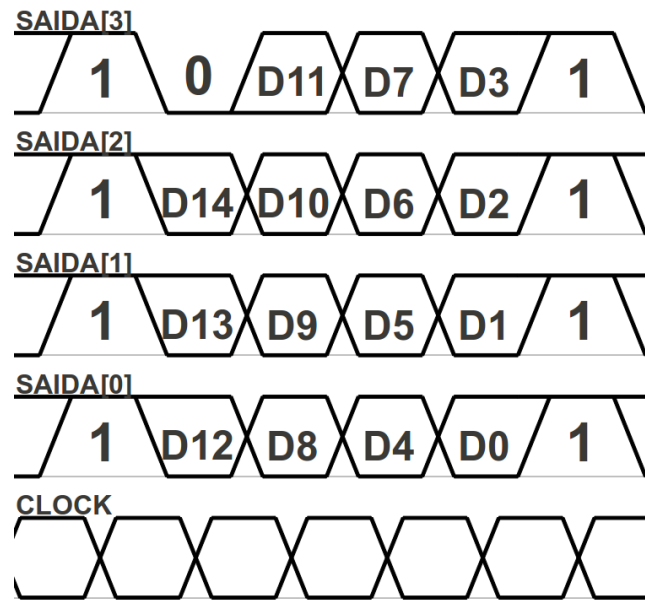 SAIDA[3]
1 0 D11 D7 D3 1
SAIDA[2]
1 D14 D10 D6 D2 1
SAIDA[1]
1 D13 D9 D5 D1 1
SAIDA[0]
1 D12 D8 D4 D0 1
CLOCK